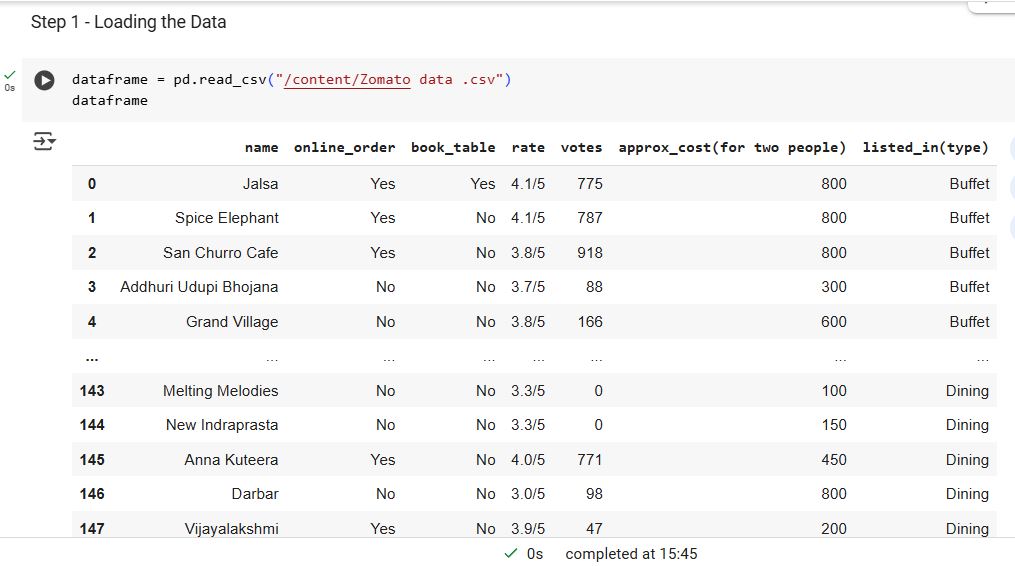 Step 1 - Loading the Data
0s
dataframe = pd.read_csv("/content/Zomato data .csv")
dataframe
name online_order book_table rate votes approx_cost(for two people) listed_in(type)
0 Jalsa Yes Yes 4.1/5 775 800 Buffet
1 Spice Elephant Yes No 4.1/5 787 800 Buffet
2 San Churro Cafe Yes No 3.8/5 918 800 Buffet
3 Addhuri Udupi Bhojana No No 3.7/5 88 300 Buffet
4 Grand Village No No 3.8/5 166 600 Buffet
... ... ... ... ... ... ... ...
143 Melting Melodies No No 3.3/5 0 100 Dining
144 New Indraprasta No No 3.3/5 0 150 Dining
145 Anna Kuteera Yes No 4.0/5 771 450 Dining
146 Darbar No No 3.0/5 98 800 Dining
147 Vijayalakshmi Yes No 3.9/5 47 200 Dining
0s completed at 15:45